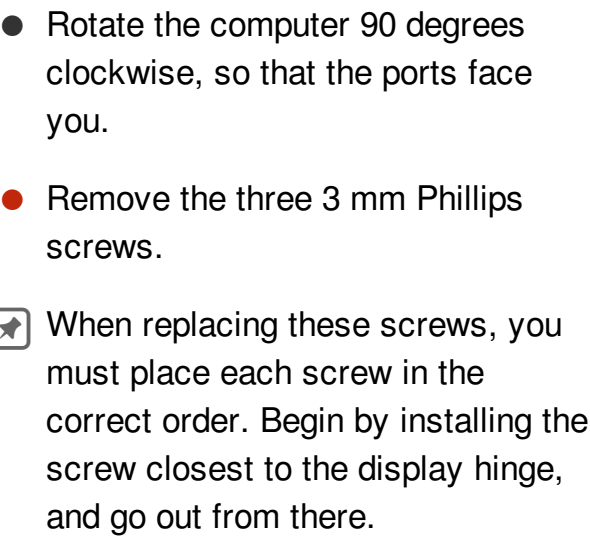 Rotate the computer 90 degrees
clockwise, so that the ports face
you.
Remove the three 3 mm Phillips
screws.
When replacing these screws, you
must place each screw in the
correct order. Begin by installing the
screw closest to the display hinge,
and go out from there.